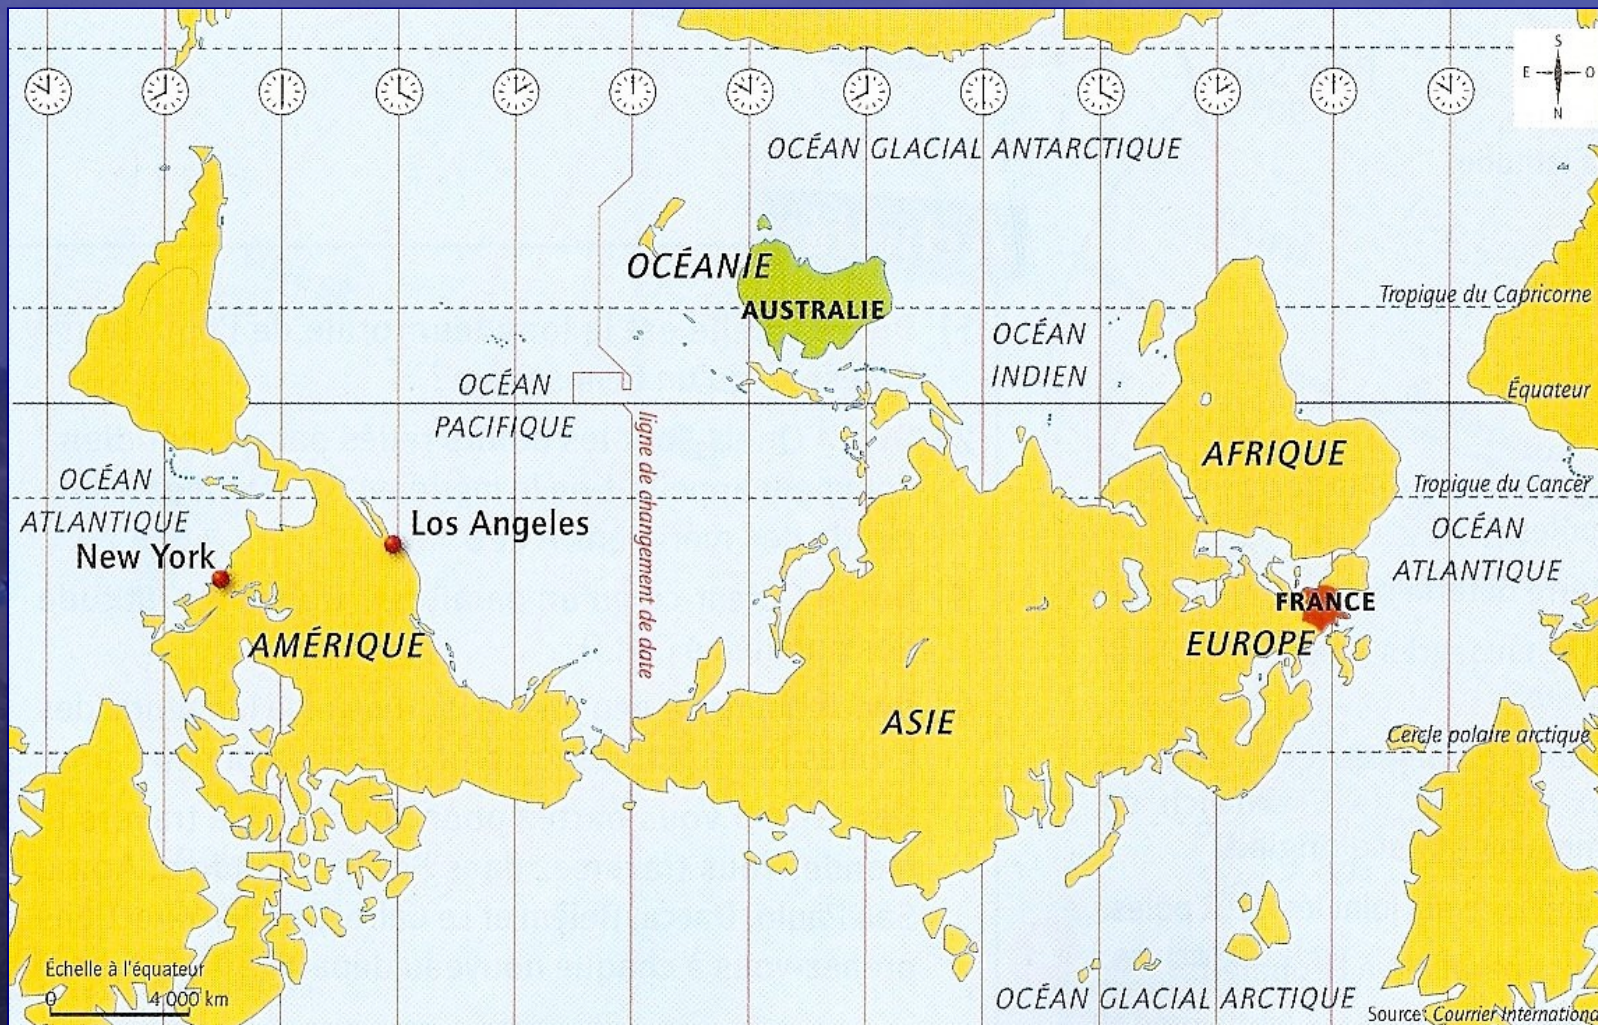 S
E
O
N
OCÉAN GLACIAL ANTARCTIQUE
OCÉANIE
AUSTRALIE
Tropique du Capricorne
OCÉAN
INDIEN
OCÉAN
PACIFIQUE
Équateur
ligne de changement de date
AFRIQUE
OCÉAN
ATLANTIQUE
Tropique du Cancer
OCÉAN
ATLANTIQUE
Los Angeles
New York
FRANCE
EUROPE
AMÉRIQUE
ASIE
Cercle polaire arctique
Échelle à l'équateur
0 4 000 km
OCÉAN GLACIAL ARCTIQUE
Source: Courrier Internationa